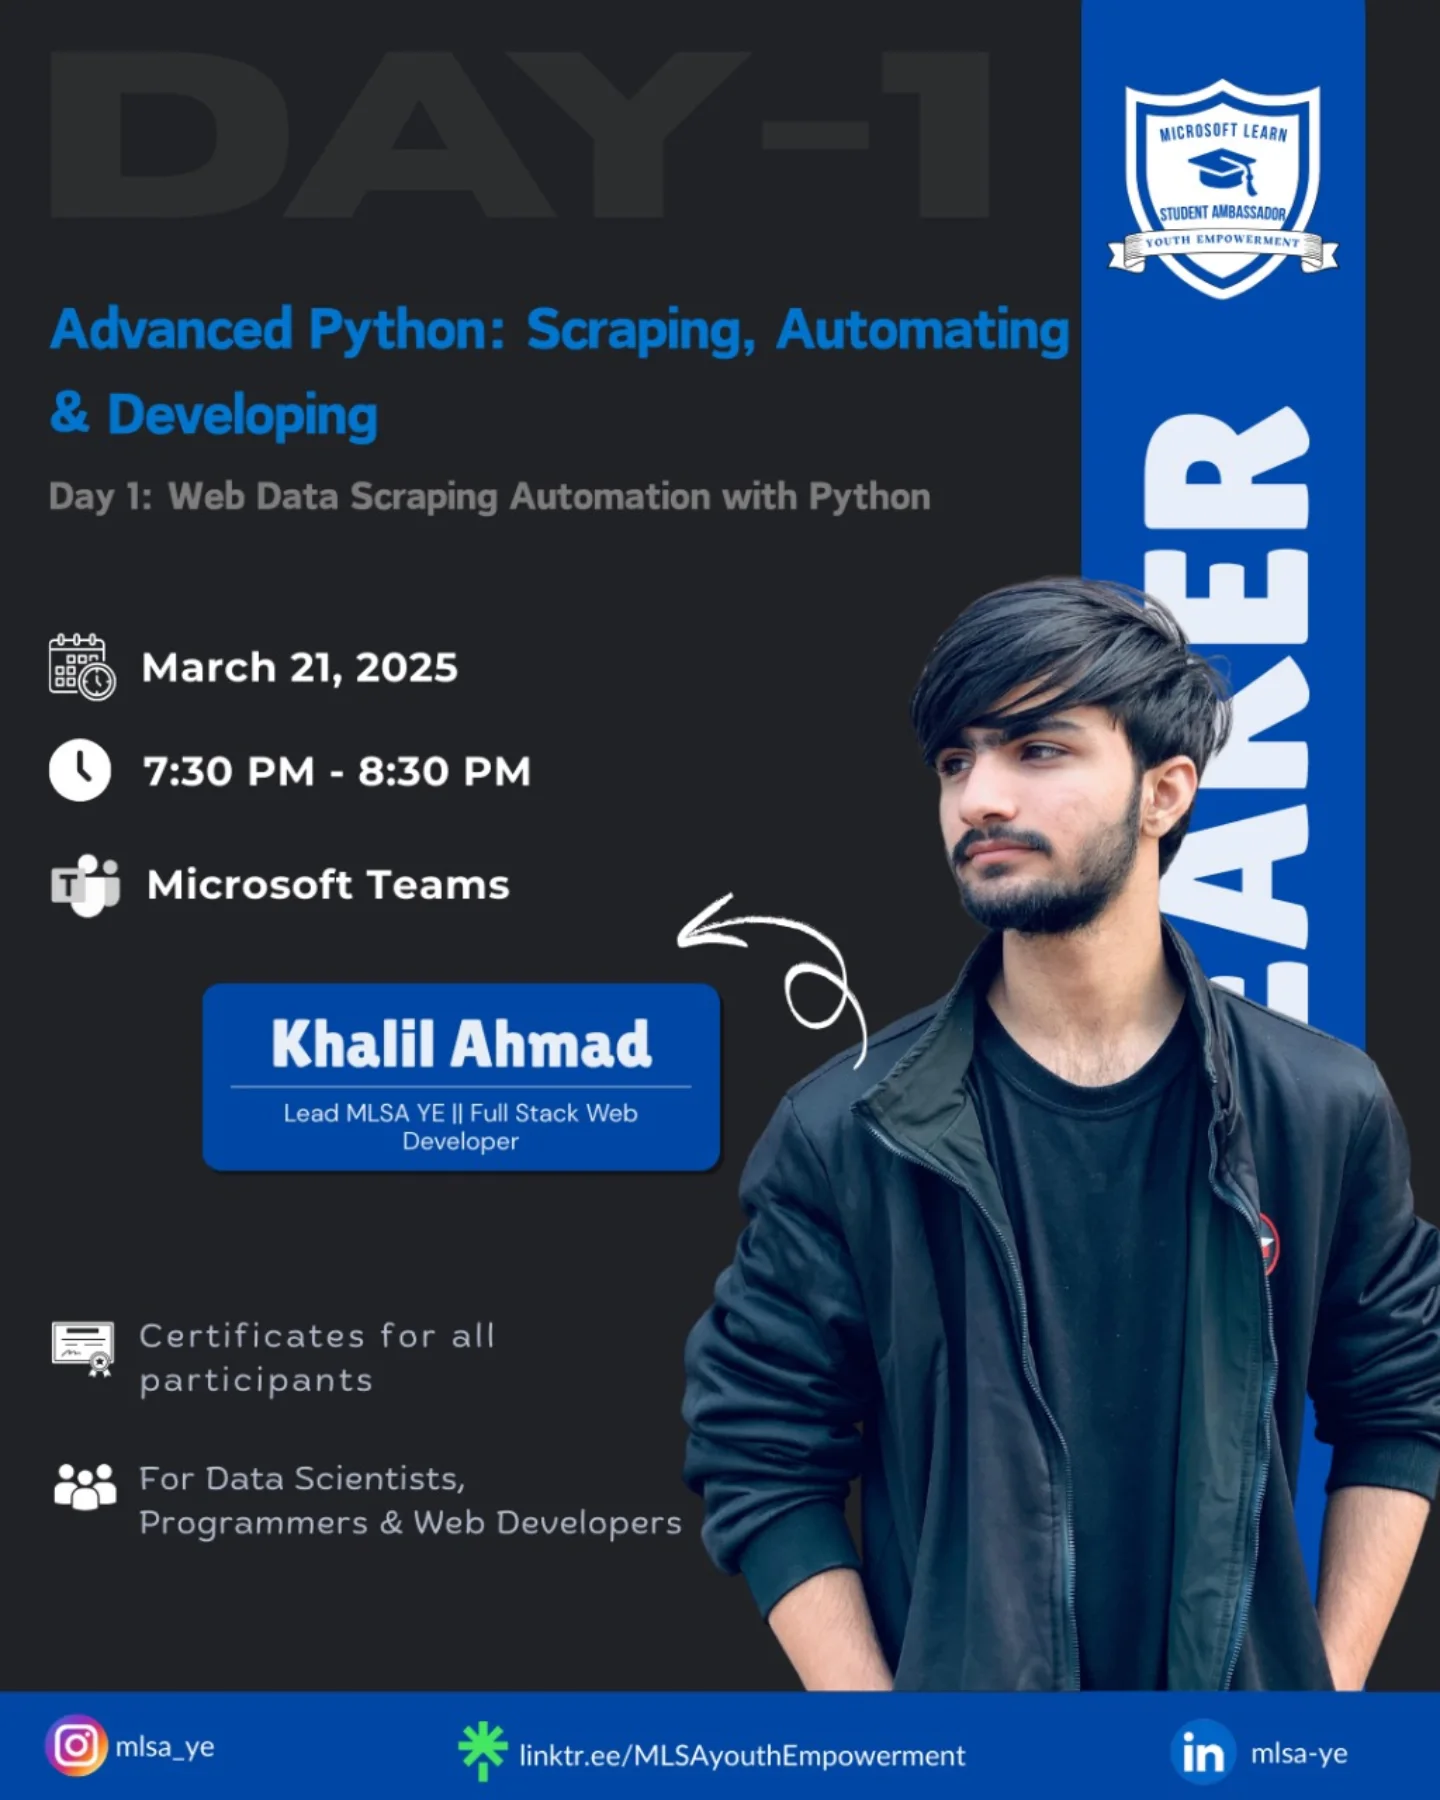 DAY-1
MICROSOFT LEARN
STUDENT AMBASSADOR
YOUTH EMPOWERMENT
Advanced Python: Scraping, Automating
& Developing
Day 1: Web Data Scraping Automation with Python
March 21, 2025
7:30 PM - 8:30 PM
T
Microsoft Teams
EAKER
Khalil Ahmad
Lead MLSA YE || Full Stack Web
Developer
Certificates for all
participants
For Data Scientists,
Programmers & Web Developers
mlsa_ye
linktr.ee/MLSAyouthEmpowerment
in
mlsa-ye